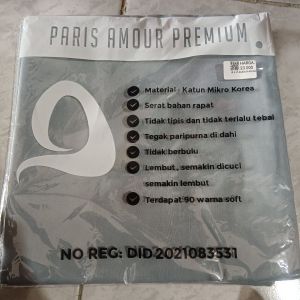 PARIS AMOUR PREMIUM
HARGA
Material : Katun Mikro Korea
Serat bahan rapat
Tidak tipis dan tidak terlalu tebal
Tegak paripurna di dahi
Tidak berbulu
Lembut, semakin dicuci
semakin lembut
Terdapat 90 warna soft
NO REG: DID2021083531